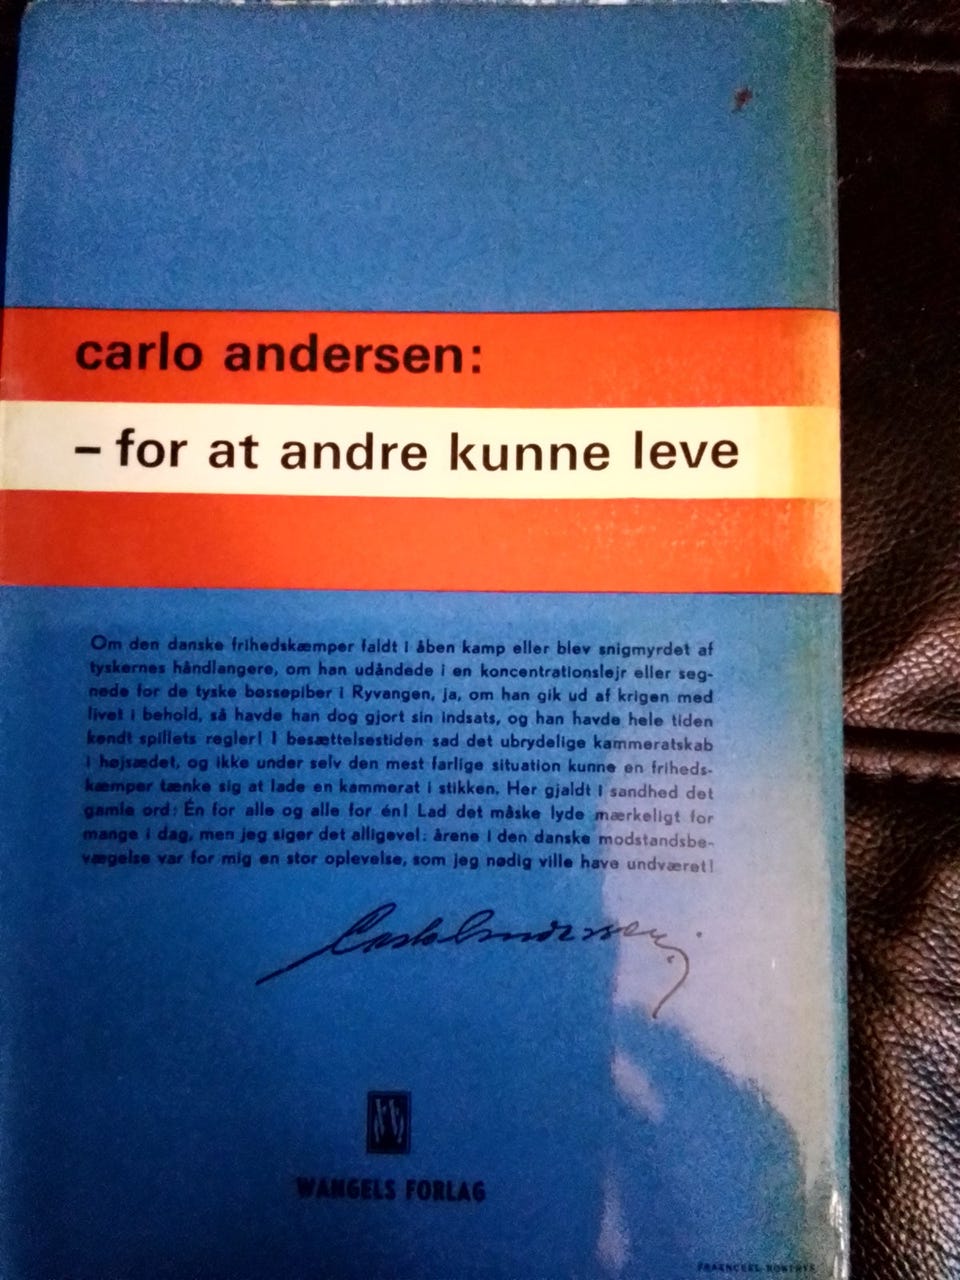 carlo andersen:
– for at andre kunne leve
Om den danske frihedskæmper faldt i åben kamp eller blev snigmyrdet af
tyskernes håndlangere, om han udåndede i en koncentrationslejr eller seg-
nede for de tyske bøssepiber i Ryvangen, ja, om han gik ud af krigen med
livet i behold, så havde han dog gjort sin indsats, og han havde hele tiden
kendt spillets regler! I besættelsestiden sad det ubrydelige kammeratskab
i højsædet, og ikke under selv den mest farlige situation kunne en friheds-
kæmper tænke sig at lade en kammerat i stikken. Her gjaldt i sandhed det
gamle ord: Én for alle og alle for én! Lad det måske lyde mærkeligt for
mange i dag, men jeg siger det alligevel: årene i den danske modstandsbe-
vægelse var for mig en stor oplevelse, som jeg nødig ville have undværet!
Carlo Andersen
WANGELS FORLAG